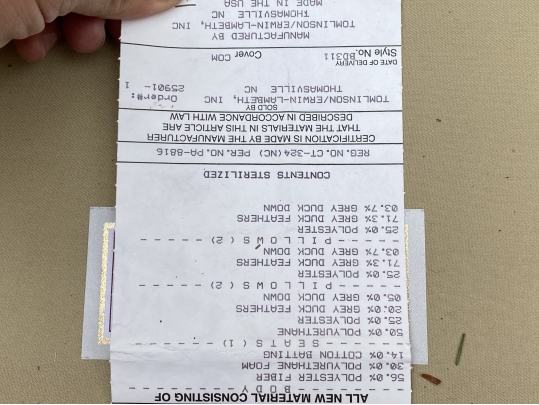 ALL NEW MATERIAL CONSISTING OF
- - - - - - - B O D Y - - - - - - -
56.0% POLYESTER FIBER
30.0% POLYURETHANE FOAM
14.0% COTTON BATTING
- - - - - - S E A T S ( 1 ) - - - - - -
50.0% POLYURETHANE
25.0% POLYESTER
20.0% GREY DUCK FEATHERS
05.0% GREY DUCK DOWN
- - - - - P I L L O W S ( 2 ) - - - - -
25.0% POLYESTER
71.3% GREY DUCK FEATHERS
03.7% GREY DUCK DOWN
- - - - - P I L L O W S ( 2 ) - - - - -
25.0% POLYESTER
71.3% GREY DUCK FEATHERS
03.7% GREY DUCK DOWN
CONTENTS STERILIZED
REG. NO. CT-324(NC) PER. NO. PA-8816
CERTIFICATION IS MADE BY THE MANUFACTURER
THAT THE MATERIALS IN THIS ARTICLE ARE
DESCRIBED IN ACCORDANCE WITH LAW
SOLD BY
TOMLINSON/ERWIN-LAMBETH, INC Order#:
THOMASVILLE NC 25901- 1
DATE OF DELIVERY
Style No. BD311 Cover COM
MANUFACTURED BY
TOMLINSON/ERWIN-LAMBETH, INC
THOMASVILLE NC
MADE IN THE USA